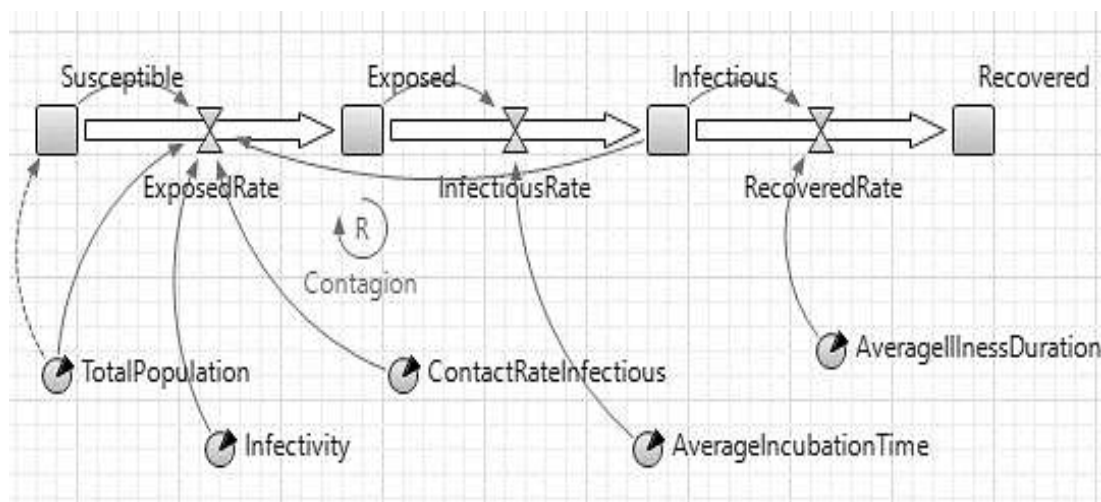 Susceptible
Exposed
Infectious
Recovered
ExposedRate
InfectiousRate
RecoveredRate
R
Contagion
AverageIllnessDuration
TotalPopulation
ContactRateInfectious
Infectivity
AverageIncubationTime